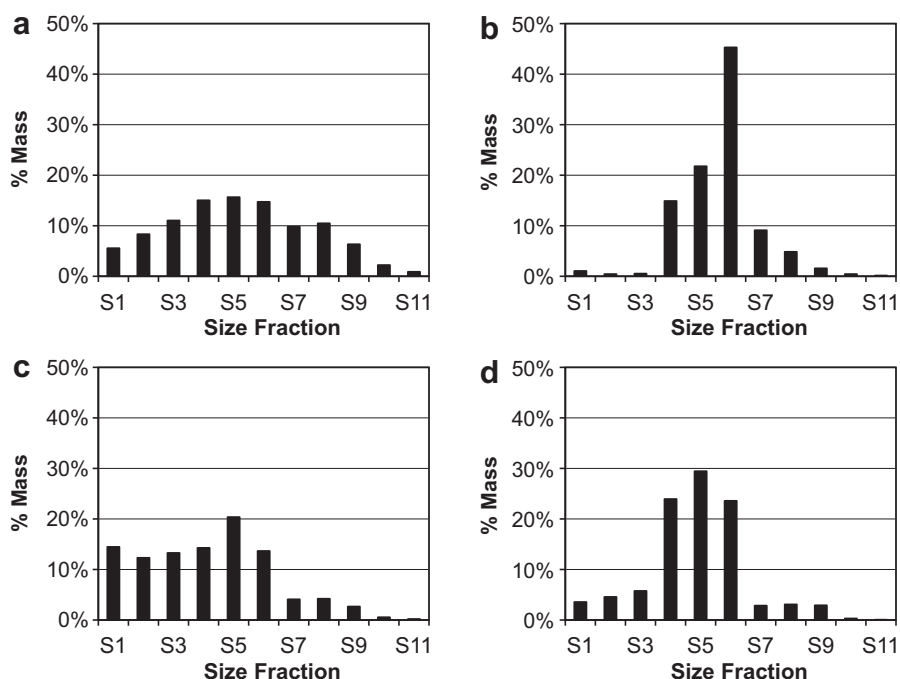 a
50%
40%
30%
20%
10%
0%
% Mass
S1 S3 S5 S7 S9 S11
Size Fraction
b
50%
40%
30%
20%
10%
0%
% Mass
S1 S3 S5 S7 S9 S11
Size Fraction
c
50%
40%
30%
20%
10%
0%
% Mass
S1 S3 S5 S7 S9 S11
Size Fraction
d
50%
40%
30%
20%
10%
0%
% Mass
S1 S3 S5 S7 S9 S11
Size Fraction